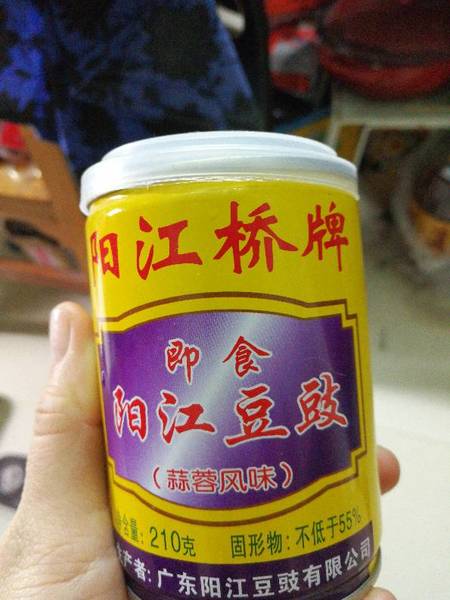 阳江桥牌
即食
阳江豆豉
（蒜蓉风味）
含量：210克 固形物：不低于55%
生产者：广东阳江豆豉有限公司